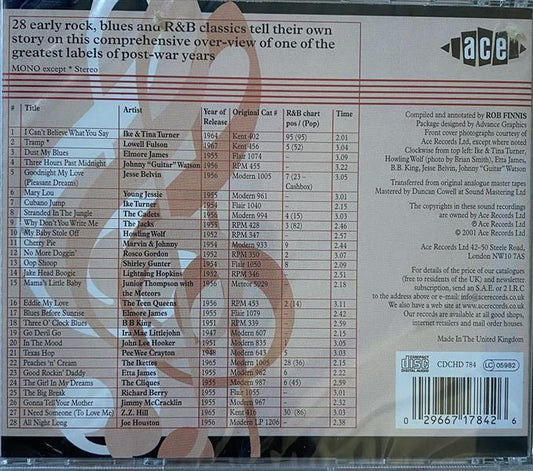 28 early rock, blues and R&B classics tell their own
story on this comprehensive over-view of one of the
greatest labels of post-war years
MONO except * Stereo
ace
# Title Artist Year of Release Original Cat # R&B chart pos / (Pop) Time
1 I Can't Believe What You Say Ike & Tina Turner 1964 Kent 402 95 (95) 2.01
2 Tramp * Lowell Fulson 1967 Kent 456 5 (52) 3.04
3 Dust My Blues Elmore James 1955 Flair 1074 – 3.09
4 Three Hours Past Midnight Johnny "Guitar" Watson 1956 RPM 455 – 3.22
5 Goodnight My Love Jesse Belvin 1956 Modern 1005 7 (23 – 3.05
(Pleasant Dreams) Cashbox)
6 Mary Lou Young Jessie 1955 Modern 961 – 3.01
7 Cubano Jump Ike Turner 1954 Flair 1040 – 2.15
8 Stranded In The Jungle The Cadets 1956 Modern 994 4 (15) 3.03
9 Why Don't You Write Me The Jacks 1955 RPM 428 3 (82) 2.46
10 My Baby Stole Off Howling Wolf 1952 RPM 347 – 2.57
11 Cherry Pie Marvin & Johnny 1954 Modern 933 9 2.44
12 No More Doggin' Rosco Gordon 1952 RPM 350 2 3.07
13 Oop Shoop Shirley Gunter 1954 Flair 1050 8 2.09
14 Jake Head Boogie Lightning Hopkins 1952 RPM 346 – 2.51
15 Mama's Little Baby Junior Thompson with 1956 Meteor 5029 – 2.18
the Meteors
16 Eddie My Love The Teen Queens 1956 RPM 453 2 (14) 3.11
17 Blues Before Sunrise Elmore James 1955 Flair 1079 – 2.42
18 Three O' Clock Blues B B King 1951 RPM 339 – 2.59
19 Go Devil Go Ira Mae Littlejohn 1967 Modern 607 – 2.51
20 In The Mood John Lee Hooker 1951 Modern 835 – 3.05
21 Texas Hop PeeWee Crayton 1948 Modern 643 5 3.03
22 Peaches 'n' Cream The Ikettes 1965 Modern 1005 28 (36) 2.15
23 Good Rockin' Daddy Etta James 1955 Modern 962 6 2.22
24 The Girl In My Dreams The Cliques 1955 Modern 987 6 (45) 2.59
25 The Big Break Richard Berry 1955 Modern – 3.05
26 Gonna Tell Your Mother Jimmy McCracklin 1955 Modern 967 – 2.32
27 I Need Someone (To Love Me) Z.Z. Hill 1965 Kent 416 30 (86) 3.03
28 All Night Long Joe Houston 1956 Modern LP 1206 – 2.38
Compiled and annotated by ROB FINNIS
Package designed by Advance Graphics
Front cover photographs courtesy of
Ace Records Ltd, except where noted
Clockwise from top left: Ike & Tina Turner,
Howling Wolf (photo by Brian Smith), Etta James,
B.B. King, Jesse Belvin, Johnny "Guitar" Watson
Transferred from original analogue master tapes
Mastered by Duncan Cowell at Sound Mastering Ltd
The copyrights in these sound recordings
are owned by Ace Records Ltd
℗ Ace Records Ltd
© 2001 Ace Records Ltd
Ace Records Ltd 42–50 Steele Road,
London NW10 7AS
For details of the price of our catalogues
(free to residents of the UK) and newsletter
subscription, send an S.A.E. or 2 I.R.C.
to the address above or e-mail: info@acerecords.co.uk
We also have a web site at www.acerecords.co.uk
Our records are available at all good shops,
internet retailers and mail order houses.
Made In The United Kingdom
COMPACT disc DIGITAL AUDIO
CDCHD 784
LC 05982
0 29667 17842 6